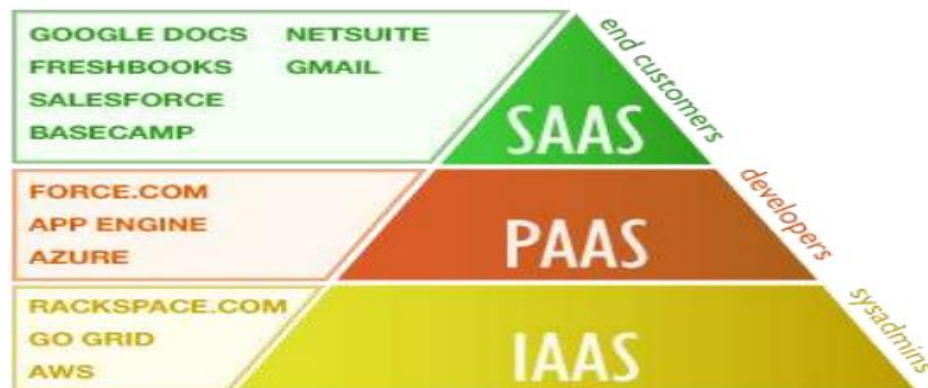 GOOGLE DOCS NETSUITE
FRESHBOOKS GMAIL
SALESFORCE
BASECAMP
SAAS
end customers
FORCE.COM
APP ENGINE
AZURE
PAAS
developers
RACKSPACE.COM
GO GRID
AWS
IAAS
sysadmins